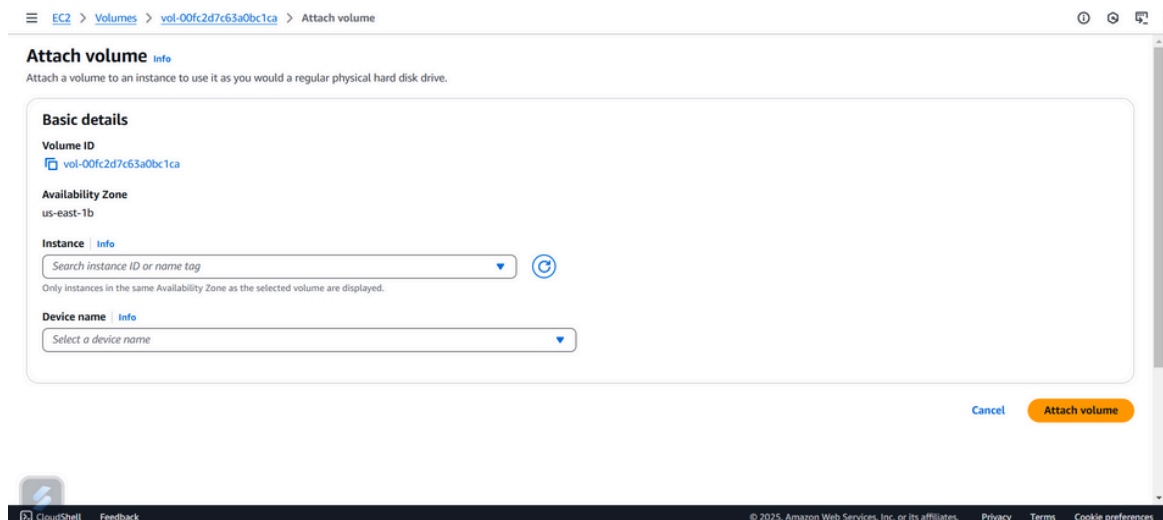 EC2 > Volumes > vol-00fc2d7c63a0bc1ca > Attach volume
Attach volume Info
Attach a volume to an instance to use it as you would a regular physical hard disk drive.
Basic details
Volume ID
vol-00fc2d7c63a0bc1ca
Availability Zone
us-east-1b
Instance | Info
Search instance ID or name tag
Only instances in the same Availability Zone as the selected volume are displayed.
Device name | Info
Select a device name
Cancel Attach volume
CloudShell Feedback © 2025, Amazon Web Services, Inc. or its affiliates. Privacy Terms Cookie preferences